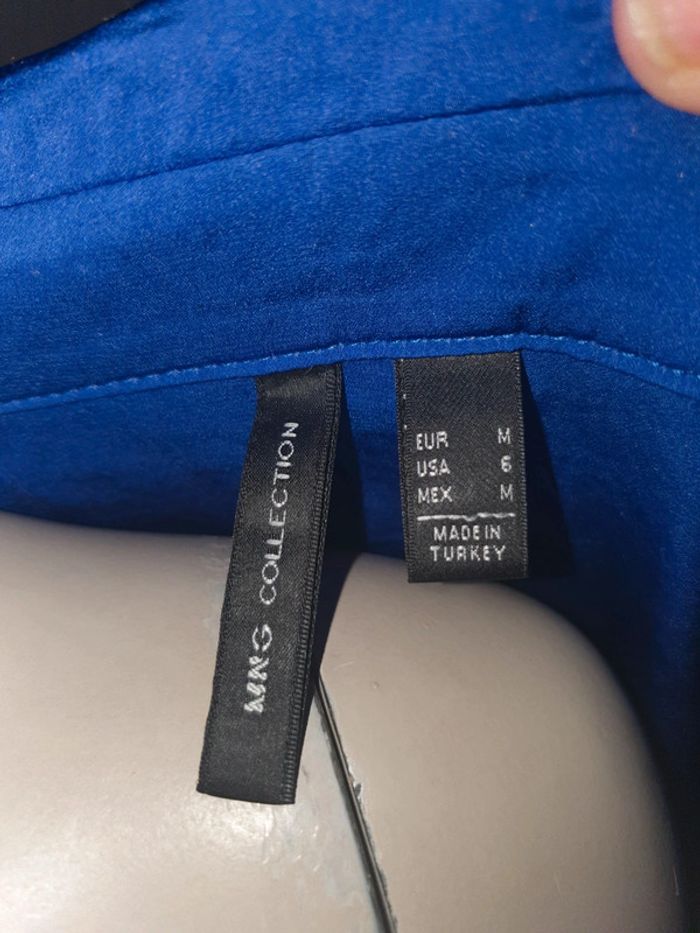 MNG COLLECTION
EUR M
USA 6
MEX M
MADE IN
TURKEY